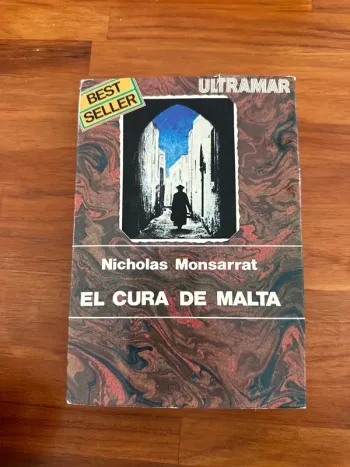 BEST
SELLER
ULTRAMAR
Nicholas Monsarrat
EL CURA DE MALTA